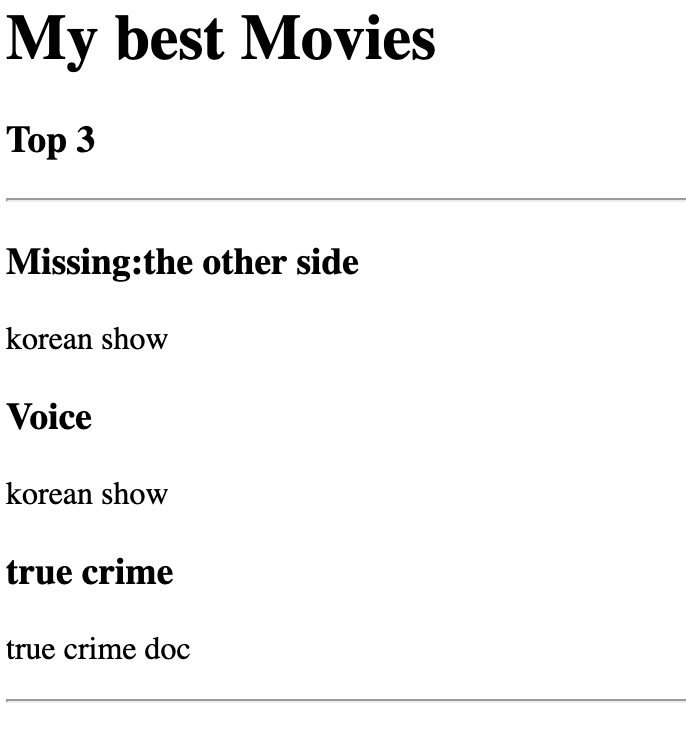 My best Movies
Top 3
Missing:the other side
korean show
Voice
korean show
true crime
true crime doc